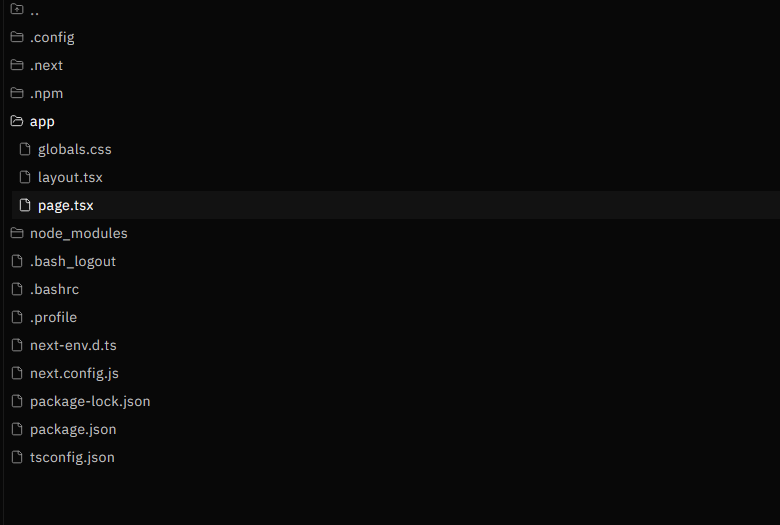 ..
.config
.next
.npm
app
globals.css
layout.tsx
page.tsx
node_modules
.bash_logout
.bashrc
.profile
next-env.d.ts
next.config.js
package-lock.json
package.json
tsconfig.json